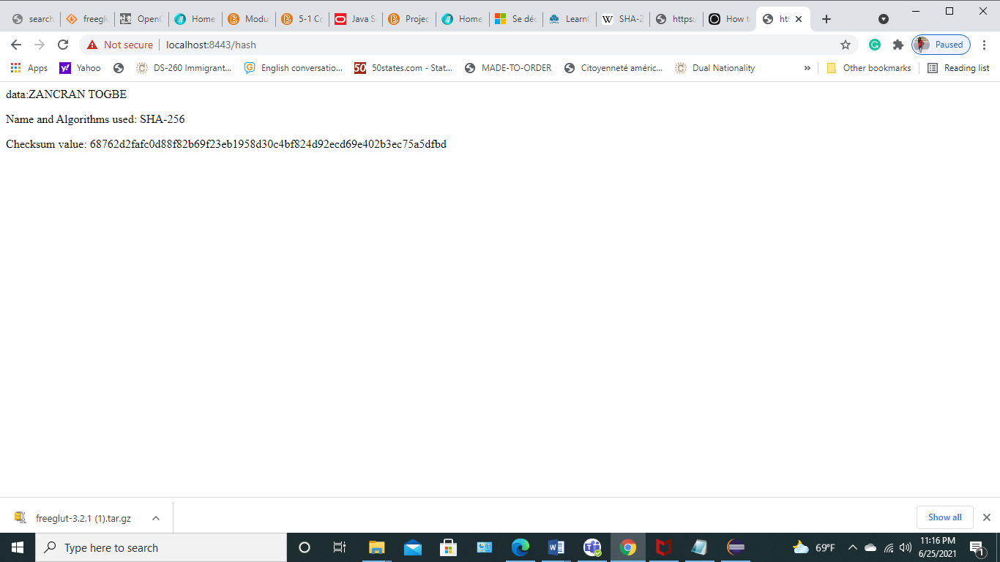 search freeglu Open Home Modu 5-1 Co Java S Projec Home Se déc Learn SHA-2 https: How t htt
Not secure localhost:8443/hash Paused
Apps Yahoo DS-260 Immigrant... English conversatio... 50 50states.com - Stat... MADE-TO-ORDER Citoyenneté améric... Dual Nationality » Other bookmarks Reading list
data:ZANCRAN TOGBE
Name and Algorithms used: SHA-256
Checksum value: 68762d2fafc0d88f82b69f23eb1958d30c4bf824d92ecd69e402b3ec75a5dfbd
freeglut-3.2.1 (1).tar.gz Show all
Type here to search 69°F 11:16 PM
6/25/2021 1